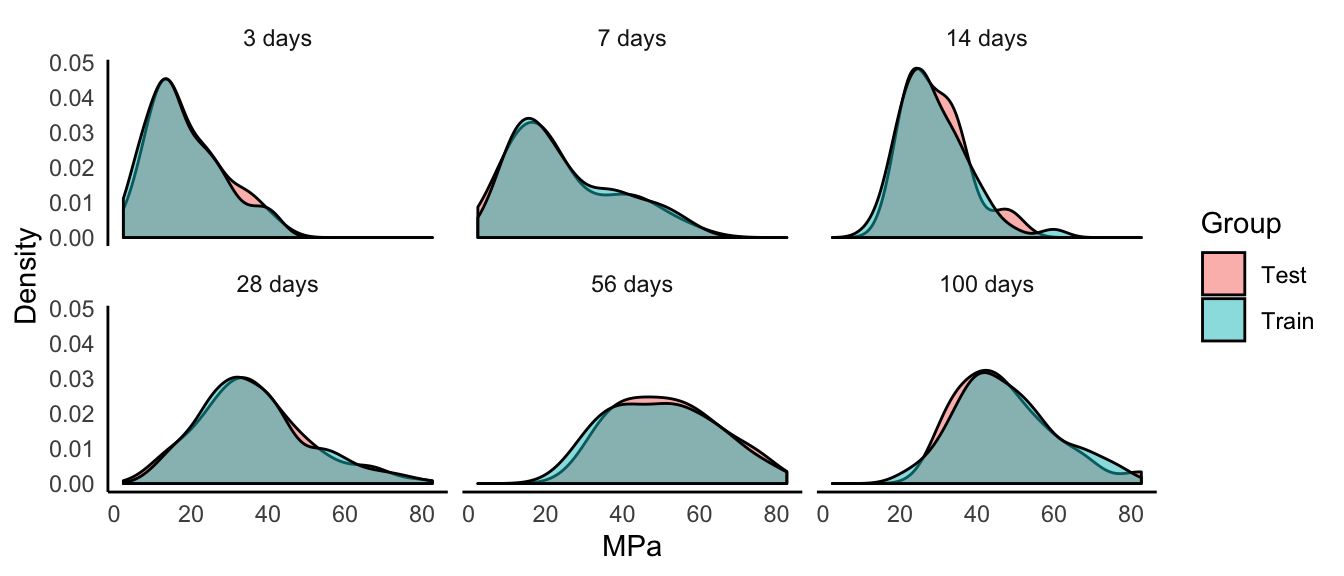 3 days
7 days
14 days
0.05
0.04
0.03
0.02
0.01
0.00
28 days
56 days
100 days
0.05
0.04
0.03
0.02
0.01
0.00
0 20 40 60 80
0 20 40 60 80
0 20 40 60 80
MPa
Density
Group
Test
Train